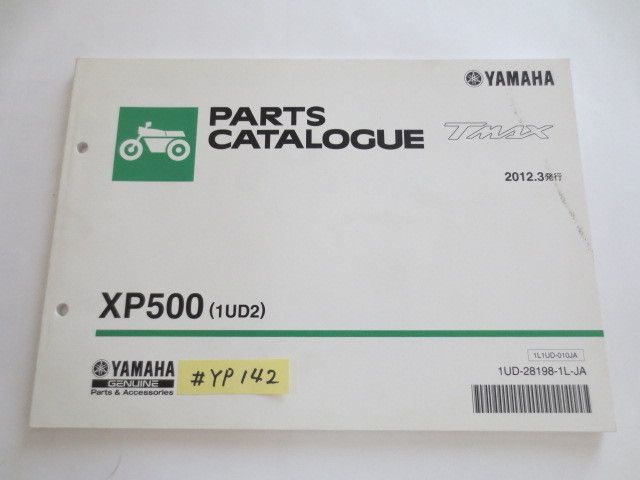 YAMAHA
PARTS
CATALOGUE
TMAX
2012.3発行
XP500 (1UD2)
1L1UD-010JA
1UD-28198-1L-JA
YAMAHA
GENUINE
Parts & Accessories
#YP142